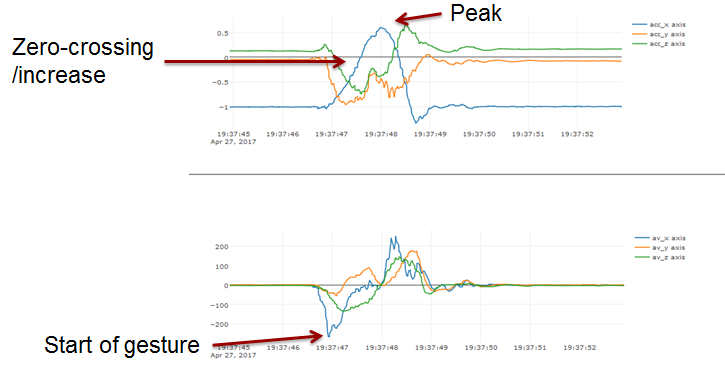 Peak
Zero-crossing
/increase
acc_x axis
acc_y axis
acc_z axis
0.5
0
−0.5
−1
19:37:45 19:37:46 19:37:47 19:37:48 19:37:49 19:37:50 19:37:51 19:37:52
Apr 27, 2017
av_x axis
av_y axis
av_z axis
200
100
0
−100
−200
Start of gesture
19:37:45 19:37:46 19:37:47 19:37:48 19:37:49 19:37:50 19:37:51 19:37:52
Apr 27, 2017